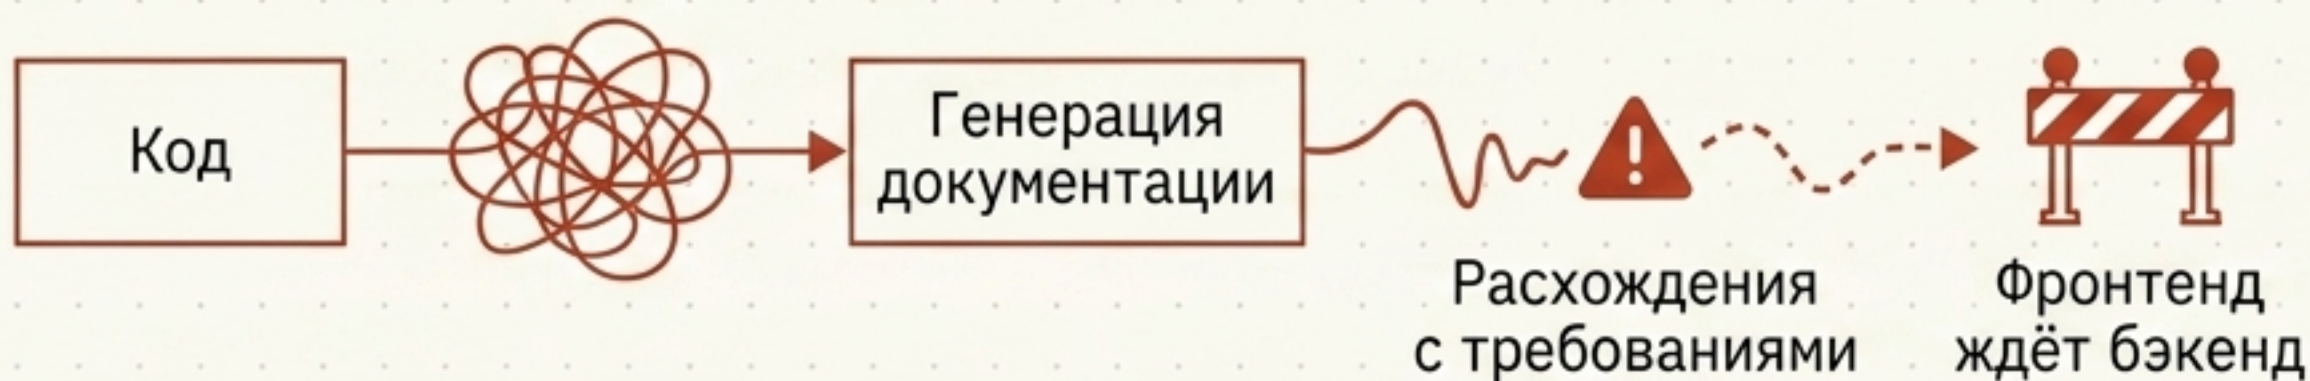 Код
Генерация
документации
Расхождения
с требованиями
Фронтенд
ждёт бэкенд